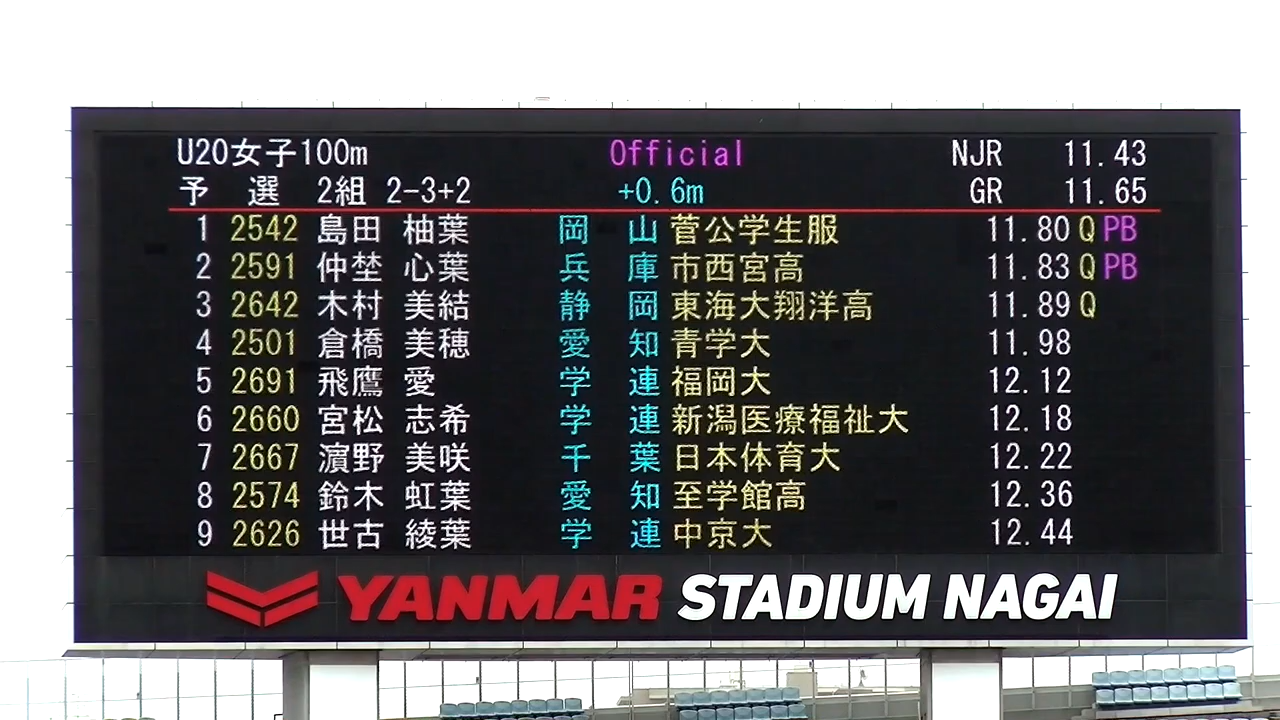 U20女子100m Official NJR 11.43
予 選 2組 2-3+2 +0.6m GR 11.65
1 2542 島田 柚葉 岡 山 菅公学生服 11.80 Q PB
2 2591 仲埜 心葉 兵 庫 市西宮高 11.83 Q PB
3 2642 木村 美結 静 岡 東海大翔洋高 11.89 Q
4 2501 倉橋 美穂 愛 知 青学大 11.98
5 2691 飛鷹 愛 学 連 福岡大 12.12
6 2660 宮松 志希 学 連 新潟医療福祉大 12.18
7 2667 濵野 美咲 千 葉 日本体育大 12.22
8 2574 鈴木 虹葉 愛 知 至学館高 12.36
9 2626 世古 綾葉 学 連 中京大 12.44
YANMAR STADIUM NAGAI